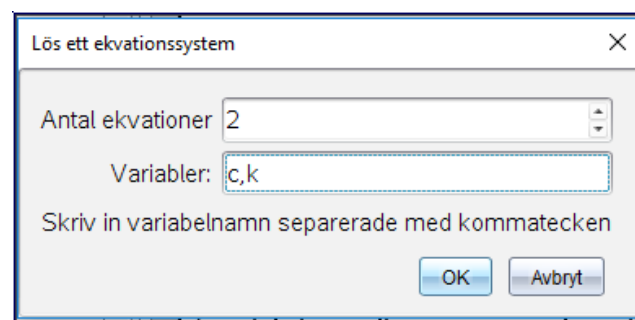 Lös ett ekvationssystem
Antal ekvationer 2
Variabler: c,k
Skriv in variabelnamn separerade med kommatecken
OK Avbryt